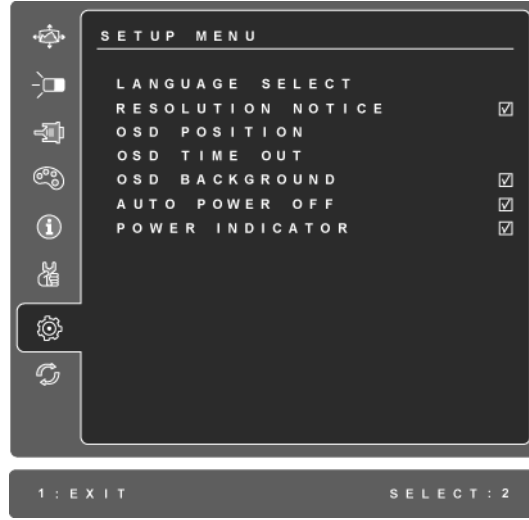 SETUP MENU
LANGUAGE SELECT
RESOLUTION NOTICE
OSD POSITION
OSD TIME OUT
OSD BACKGROUND
AUTO POWER OFF
POWER INDICATOR
1:EXIT SELECT:2